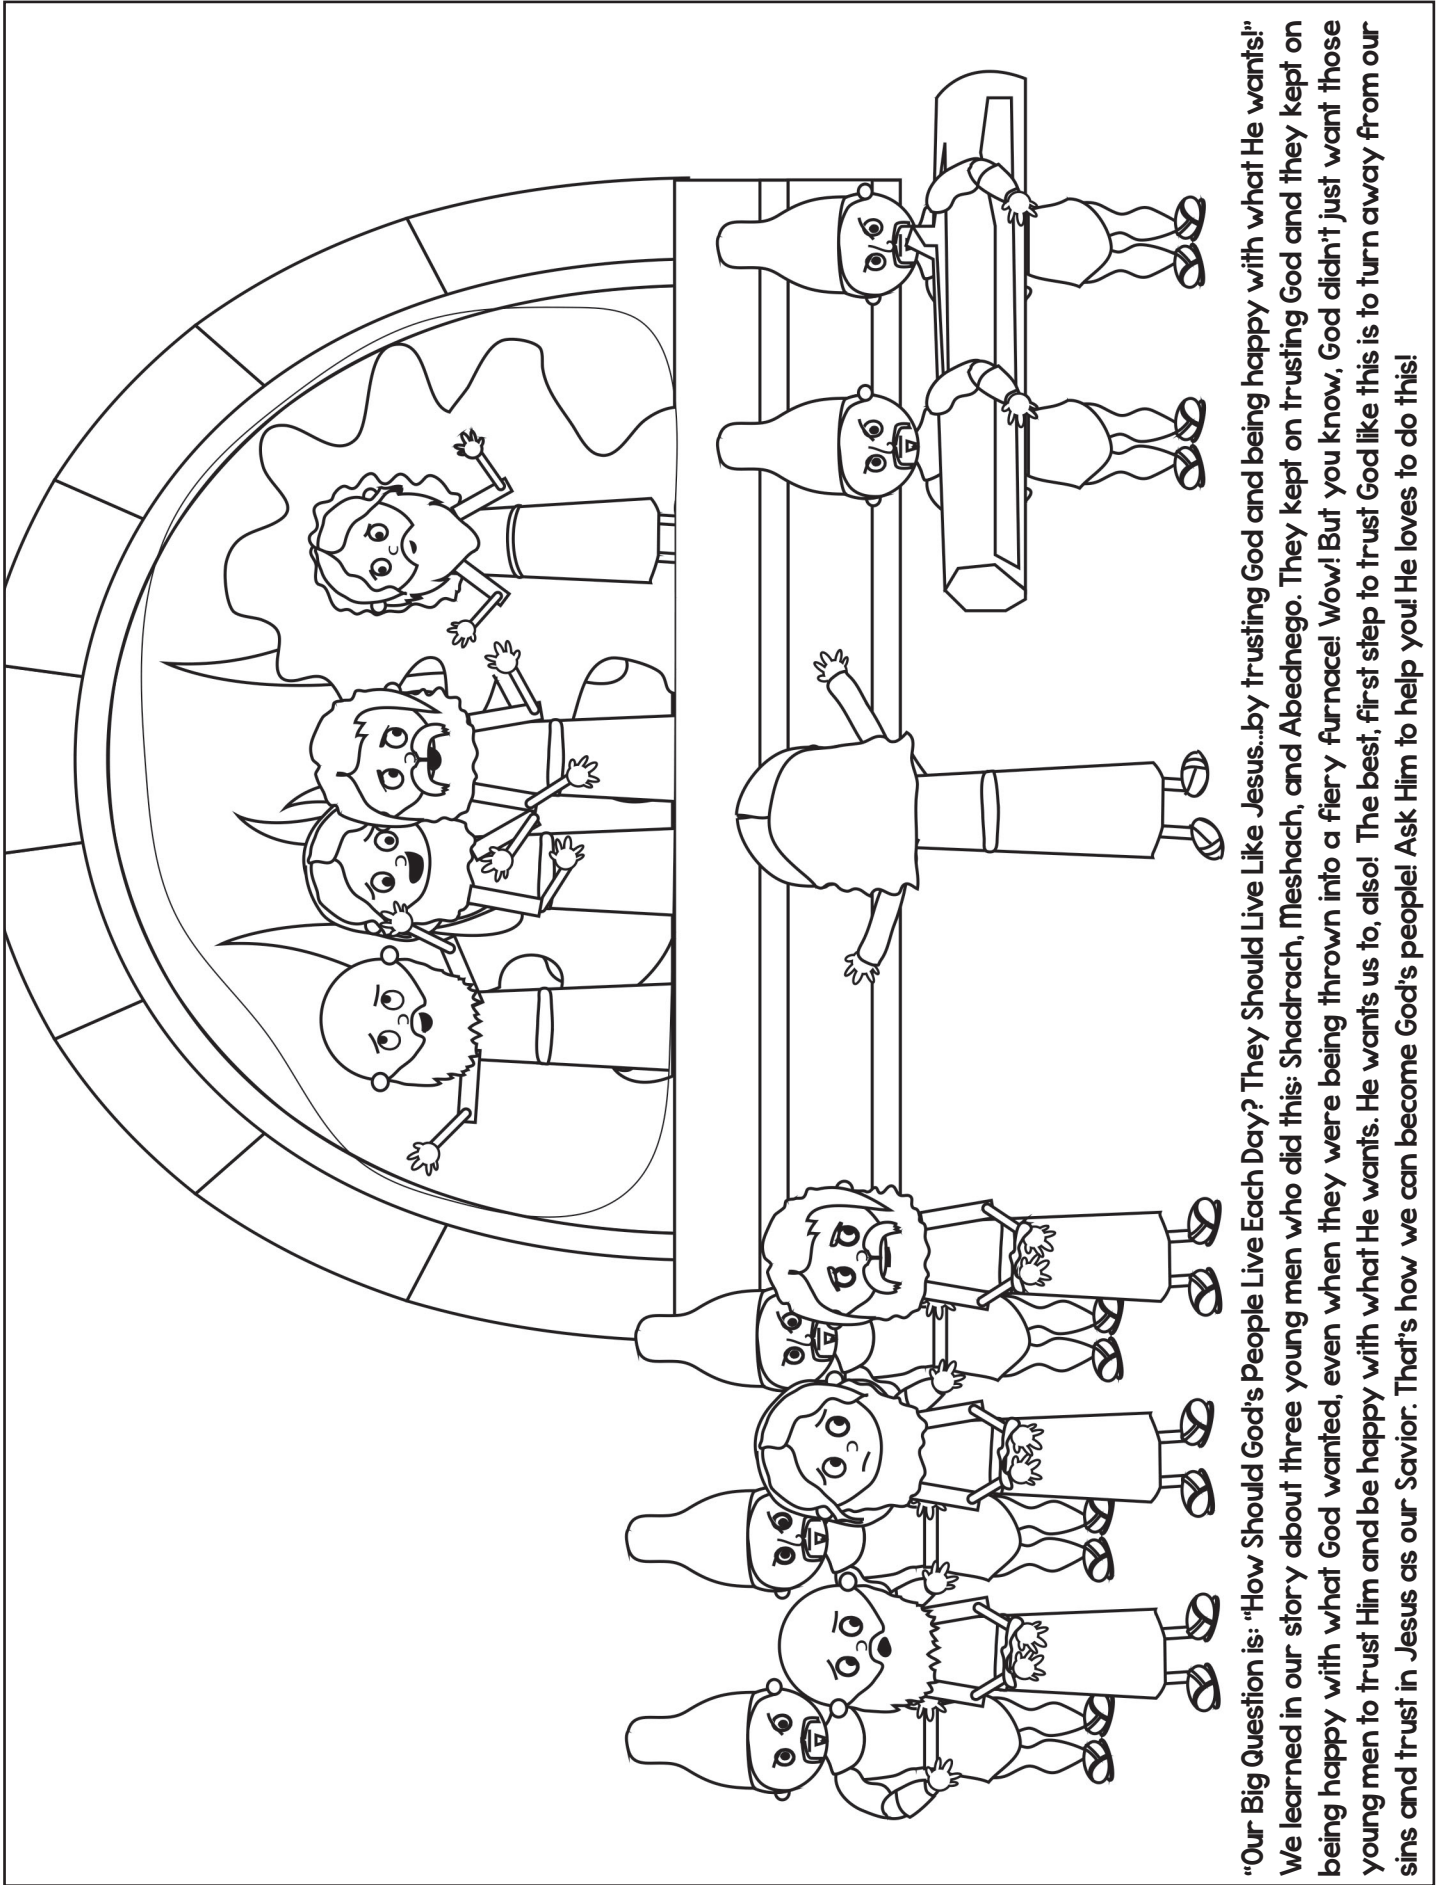 "Our Big Question is: "How Should God's People Live Each Day? They Should Live Like Jesus...by trusting God and being happy with what He wants!"
We learned in our story about three young men who did this: Shadrach, Meshach, and Abednego. They kept on trusting God and they kept on
being happy with what God wanted, even when they were being thrown into a fiery furnace! Wow! But you know, God didn't just want those
young men to trust Him and be happy with what He wants. He wants us to, also! The best, first step to trust God like this is to turn away from our
sins and trust in Jesus as our Savior. That's how we can become God's people! Ask Him to help you! He loves to do this!